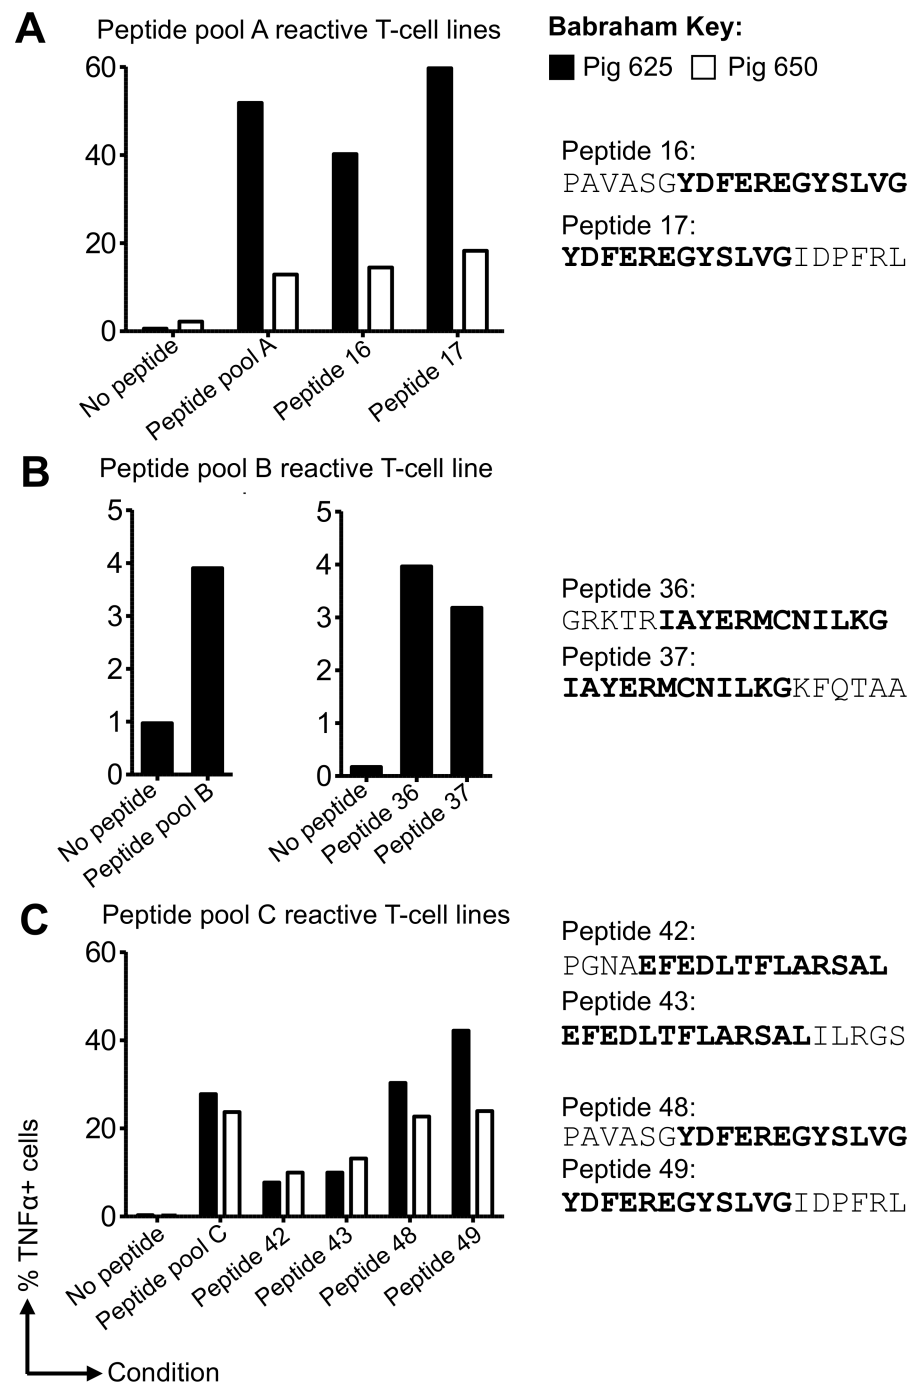 A
Peptide pool A reactive T-cell lines
Babraham Key:
Pig 625 Pig 650
60
40
20
0
No peptide
Peptide pool A
Peptide 16
Peptide 17
Peptide 16:
PAVASGYDFEREGYSLVG
Peptide 17:
YDFEREGYSLVGIDPFRL
B
Peptide pool B reactive T-cell line
5
4
3
2
1
0
No peptide
Peptide pool B
5
4
3
2
1
0
No peptide
Peptide 36
Peptide 37
Peptide 36:
GRKTRIAYERMCNILKG
Peptide 37:
IAYERMCNILKGKFQTAA
C
Peptide pool C reactive T-cell lines
60
40
20
0
No peptide
Peptide pool C
Peptide 42
Peptide 43
Peptide 48
Peptide 49
Peptide 42:
PGNAEFEDLTFLARSAL
Peptide 43:
EFEDLTFLARSALILRGS
Peptide 48:
PAVASGYDFEREGYSLVG
Peptide 49:
YDFEREGYSLVGIDPFRL
% TNFα+ cells
Condition